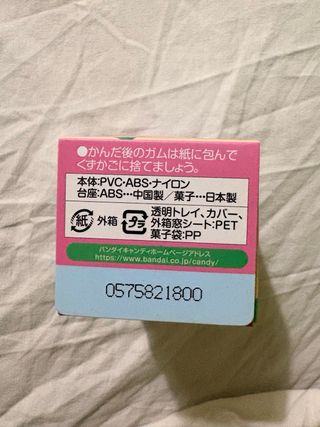 ●かんだ後のガムは紙に包んで
くずかごに捨てましょう。
本体:PVC・ABS・ナイロン
台座:ABS…中国製／菓子…日本製
紙 外箱
プラ
透明トレイ、カバー、
外箱窓シート:PET
菓子袋:PP
バンダイキャンディホームページアドレス
https://www.bandai.co.jp/candy/
0575821800